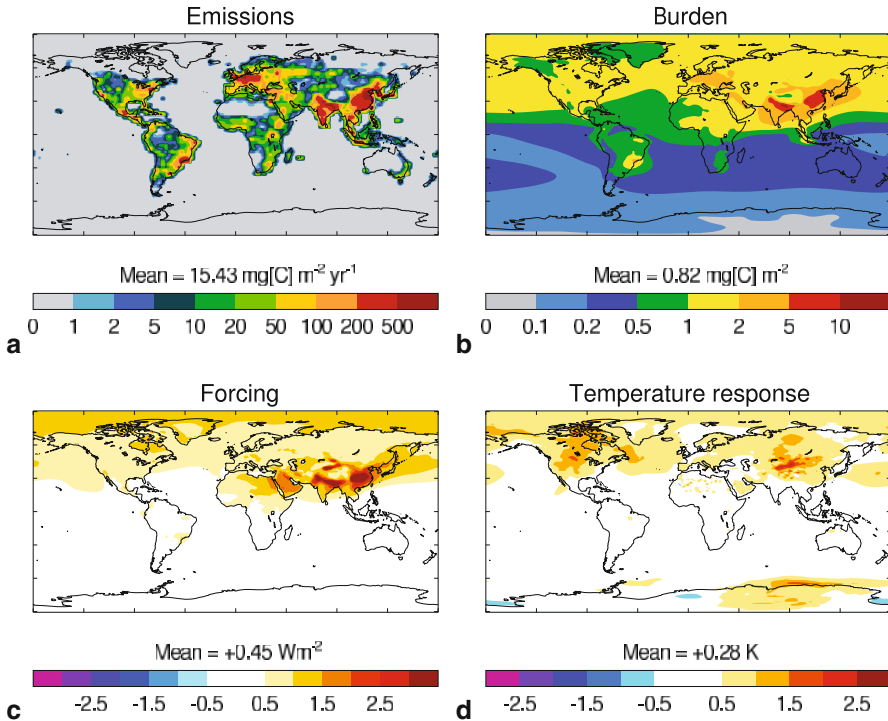 Emissions
Mean = 15.43 mg[C] m⁻² yr⁻¹
0 1 2 5 10 20 50 100 200 500
a
Burden
Mean = 0.82 mg[C] m⁻²
0 0.1 0.2 0.5 1 2 5 10
b
Forcing
Mean = +0.45 Wm⁻²
-2.5 -1.5 -0.5 0.5 1.5 2.5
c
Temperature response
Mean = +0.28 K
-2.5 -1.5 -0.5 0.5 1.5 2.5
d